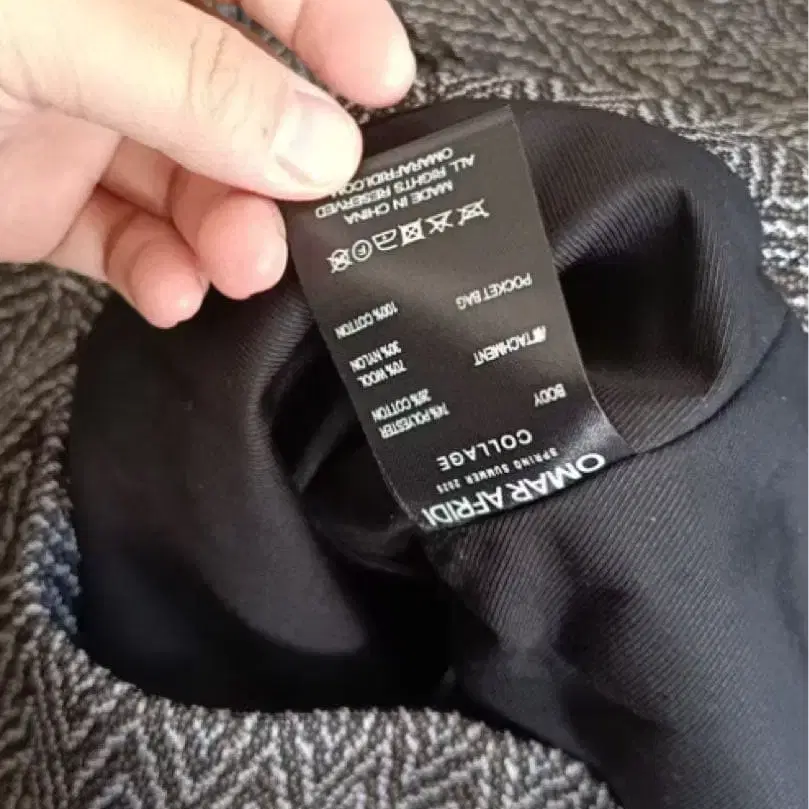 OMAR AFRIDI
SPRING SUMMER 2025
COLLAGE
BODY 74% POLYESTER
26% COTTON
ATTACHMENT 70% WOOL
30% NYLON
POCKET BAG 100% COTTON
F
MADE IN CHINA
ALL RIGHTS RESERVED
OMARAFRIDI.COM